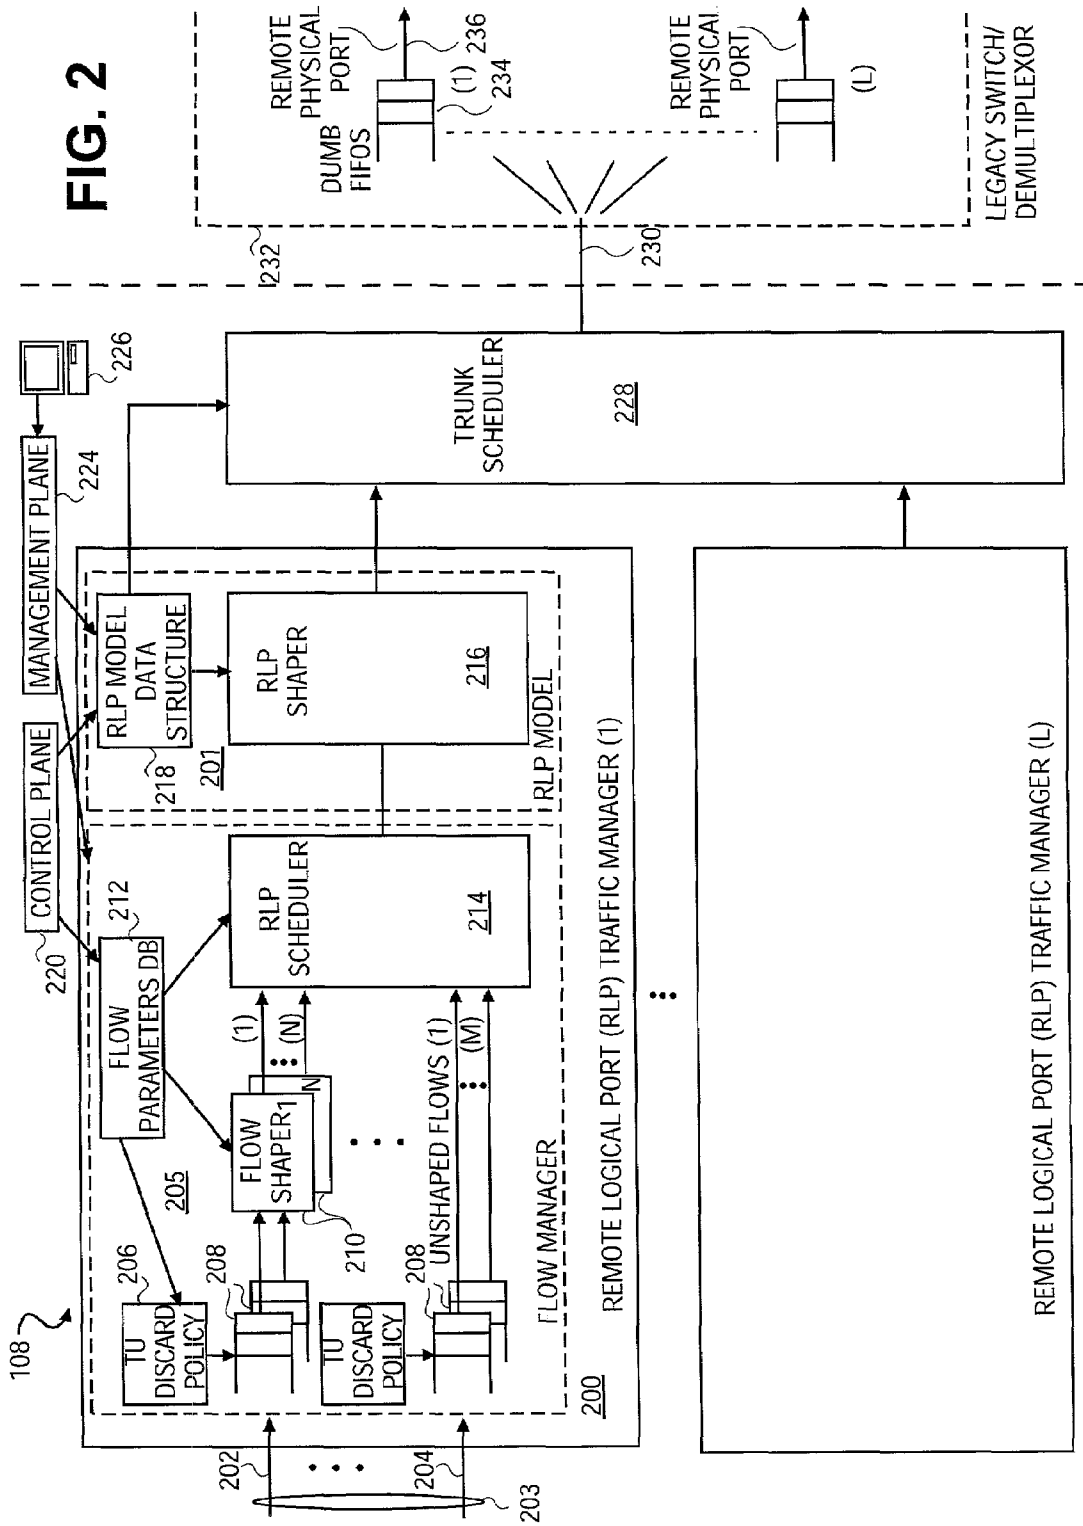 FIG. 2
108
202
204
203
200
TU
DISCARD
POLICY
206
208
TU
DISCARD
POLICY
208
205
FLOW
PARAMETERS DB
212
FLOW
SHAPER1
N
210
(1)
(N)
UNSHAPED FLOWS (1)
(M)
RLP
SCHEDULER
214
FLOW MANAGER
CONTROL PLANE
220
MANAGEMENT PLANE
224
226
RLP MODEL
DATA
STRUCTURE
218
201
RLP
SHAPER
216
RLP MODEL
REMOTE LOGICAL PORT (RLP) TRAFFIC MANAGER (1)
REMOTE LOGICAL PORT (RLP) TRAFFIC MANAGER (L)
TRUNK
SCHEDULER
228
230
232
DUMB
FIFOS
REMOTE
PHYSICAL
PORT
(1)
234
236
REMOTE
PHYSICAL
PORT
(L)
LEGACY SWITCH/
DEMULTIPLEXOR